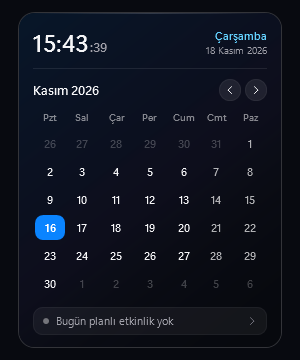 15:43:39
Çarşamba
18 Kasım 2026
Kasım 2026
Pzt Sal Çar Per Cum Cmt Paz
26 27 28 29 30 31 1
2 3 4 5 6 7 8
9 10 11 12 13 14 15
16 17 18 19 20 21 22
23 24 25 26 27 28 29
30 1 2 3 4 5 6
Bugün planlı etkinlik yok